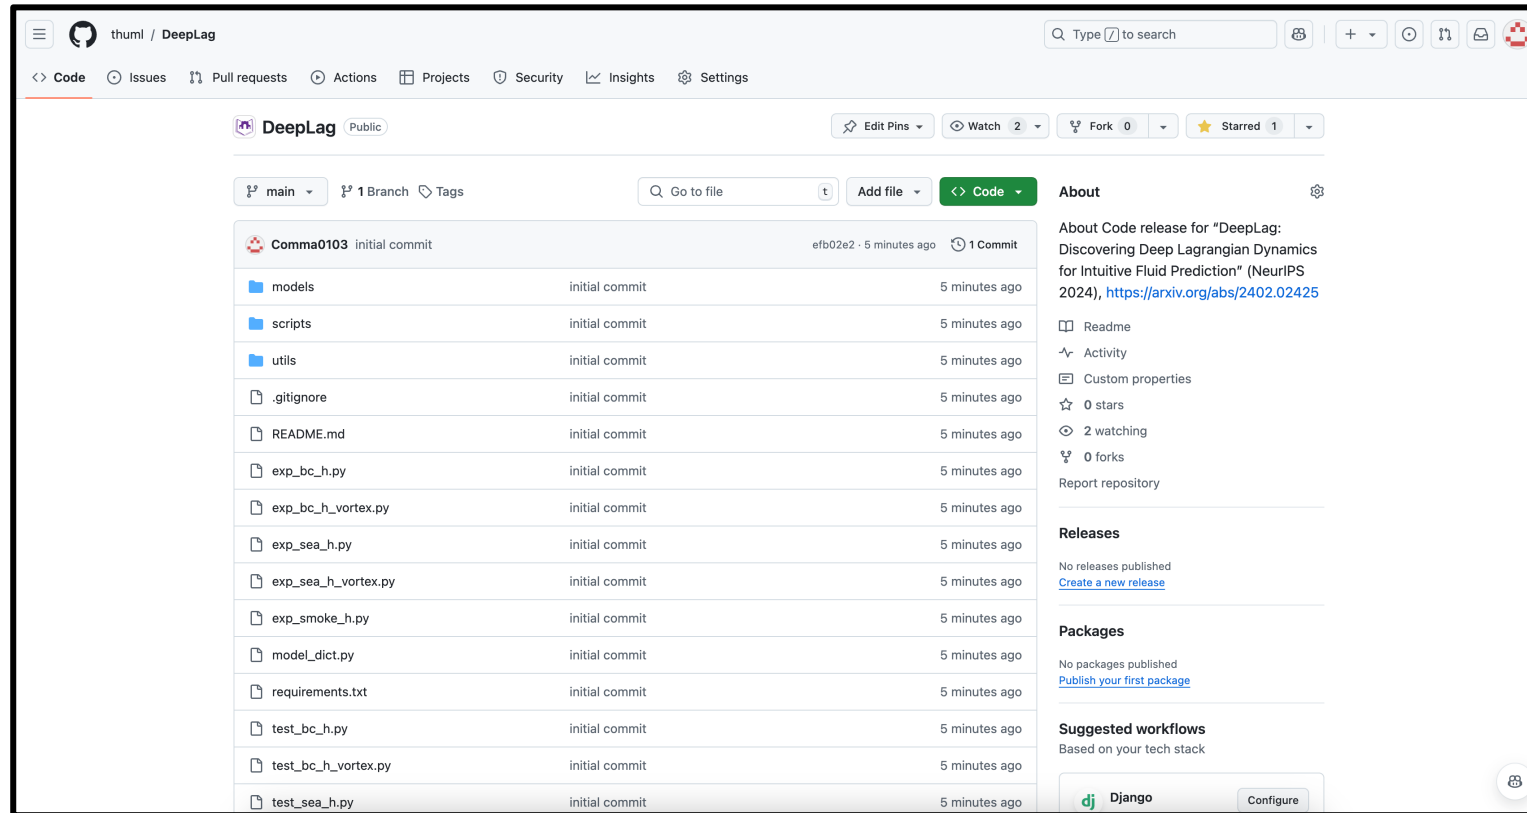 thuml / DeepLag
Type / to search
Code Issues Pull requests Actions Projects Security Insights Settings
DeepLag Public
Edit Pins Watch 2 Fork 0 Starred 1
main 1 Branch Tags
Go to file t
Add file
<> Code
Comma0103 initial commit efb02e2 · 5 minutes ago 1 Commit
models initial commit 5 minutes ago
scripts initial commit 5 minutes ago
utils initial commit 5 minutes ago
.gitignore initial commit 5 minutes ago
README.md initial commit 5 minutes ago
exp_bc_h.py initial commit 5 minutes ago
exp_bc_h_vortex.py initial commit 5 minutes ago
exp_sea_h.py initial commit 5 minutes ago
exp_sea_h_vortex.py initial commit 5 minutes ago
exp_smoke_h.py initial commit 5 minutes ago
model_dict.py initial commit 5 minutes ago
requirements.txt initial commit 5 minutes ago
test_bc_h.py initial commit 5 minutes ago
test_bc_h_vortex.py initial commit 5 minutes ago
test_sea_h.py initial commit 5 minutes ago
About
About Code release for “DeepLag:
Discovering Deep Lagrangian Dynamics
for Intuitive Fluid Prediction” (NeurIPS
2024), https://arxiv.org/abs/2402.02425
Readme
Activity
Custom properties
0 stars
2 watching
0 forks
Report repository
Releases
No releases published
Create a new release
Packages
No packages published
Publish your first package
Suggested workflows
Based on your tech stack
dj Django Configure